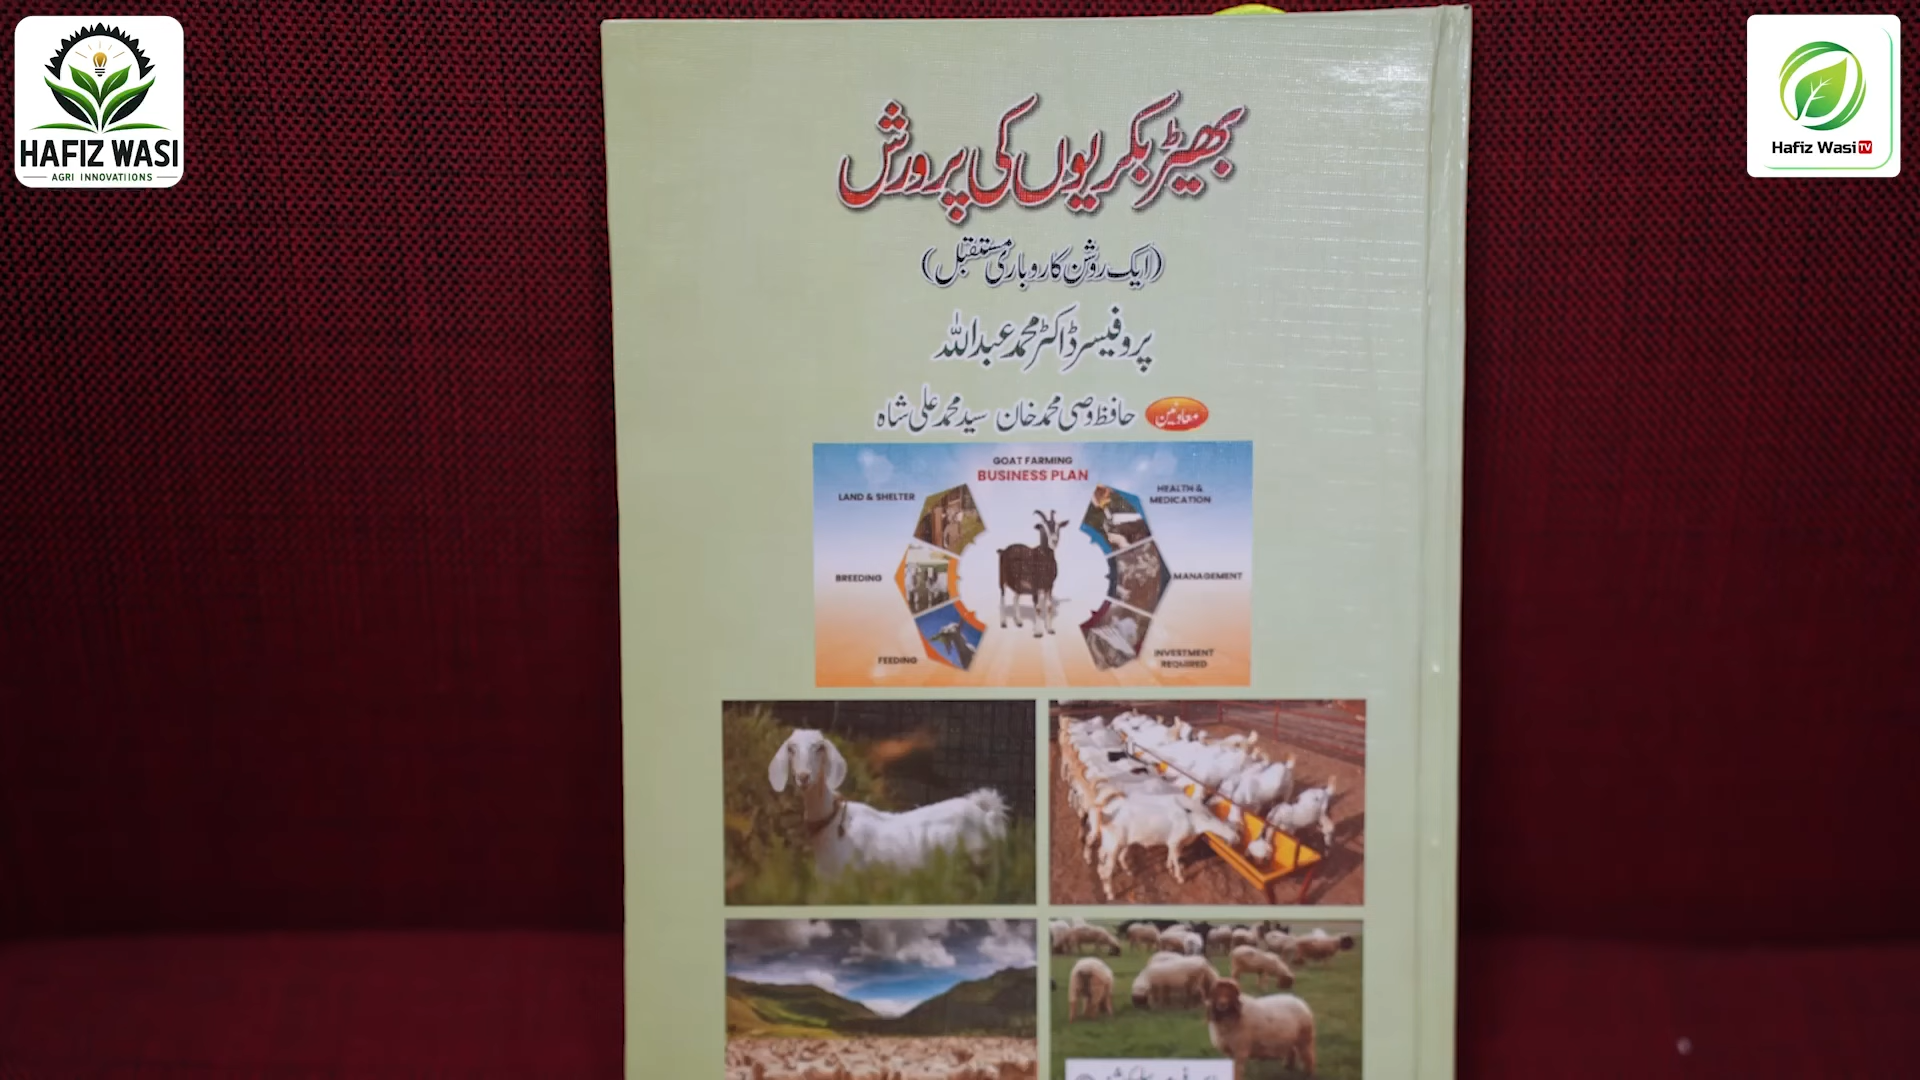 HAFIZ WASI
AGRI INNOVATIIONS
Hafiz Wasi TV
بھیڑ بکریوں کی پرورش
(ایک روشن کاروباری مستقبل)
پروفیسر ڈاکٹر محمد عبداللہ
معاونین حافظ وصی محمد خان سید محمد علی شاہ
GOAT FARMING
BUSINESS PLAN
LAND & SHELTER
HEALTH &
MEDICATION
BREEDING
MANAGEMENT
FEEDING
INVESTMENT
REQUIRED